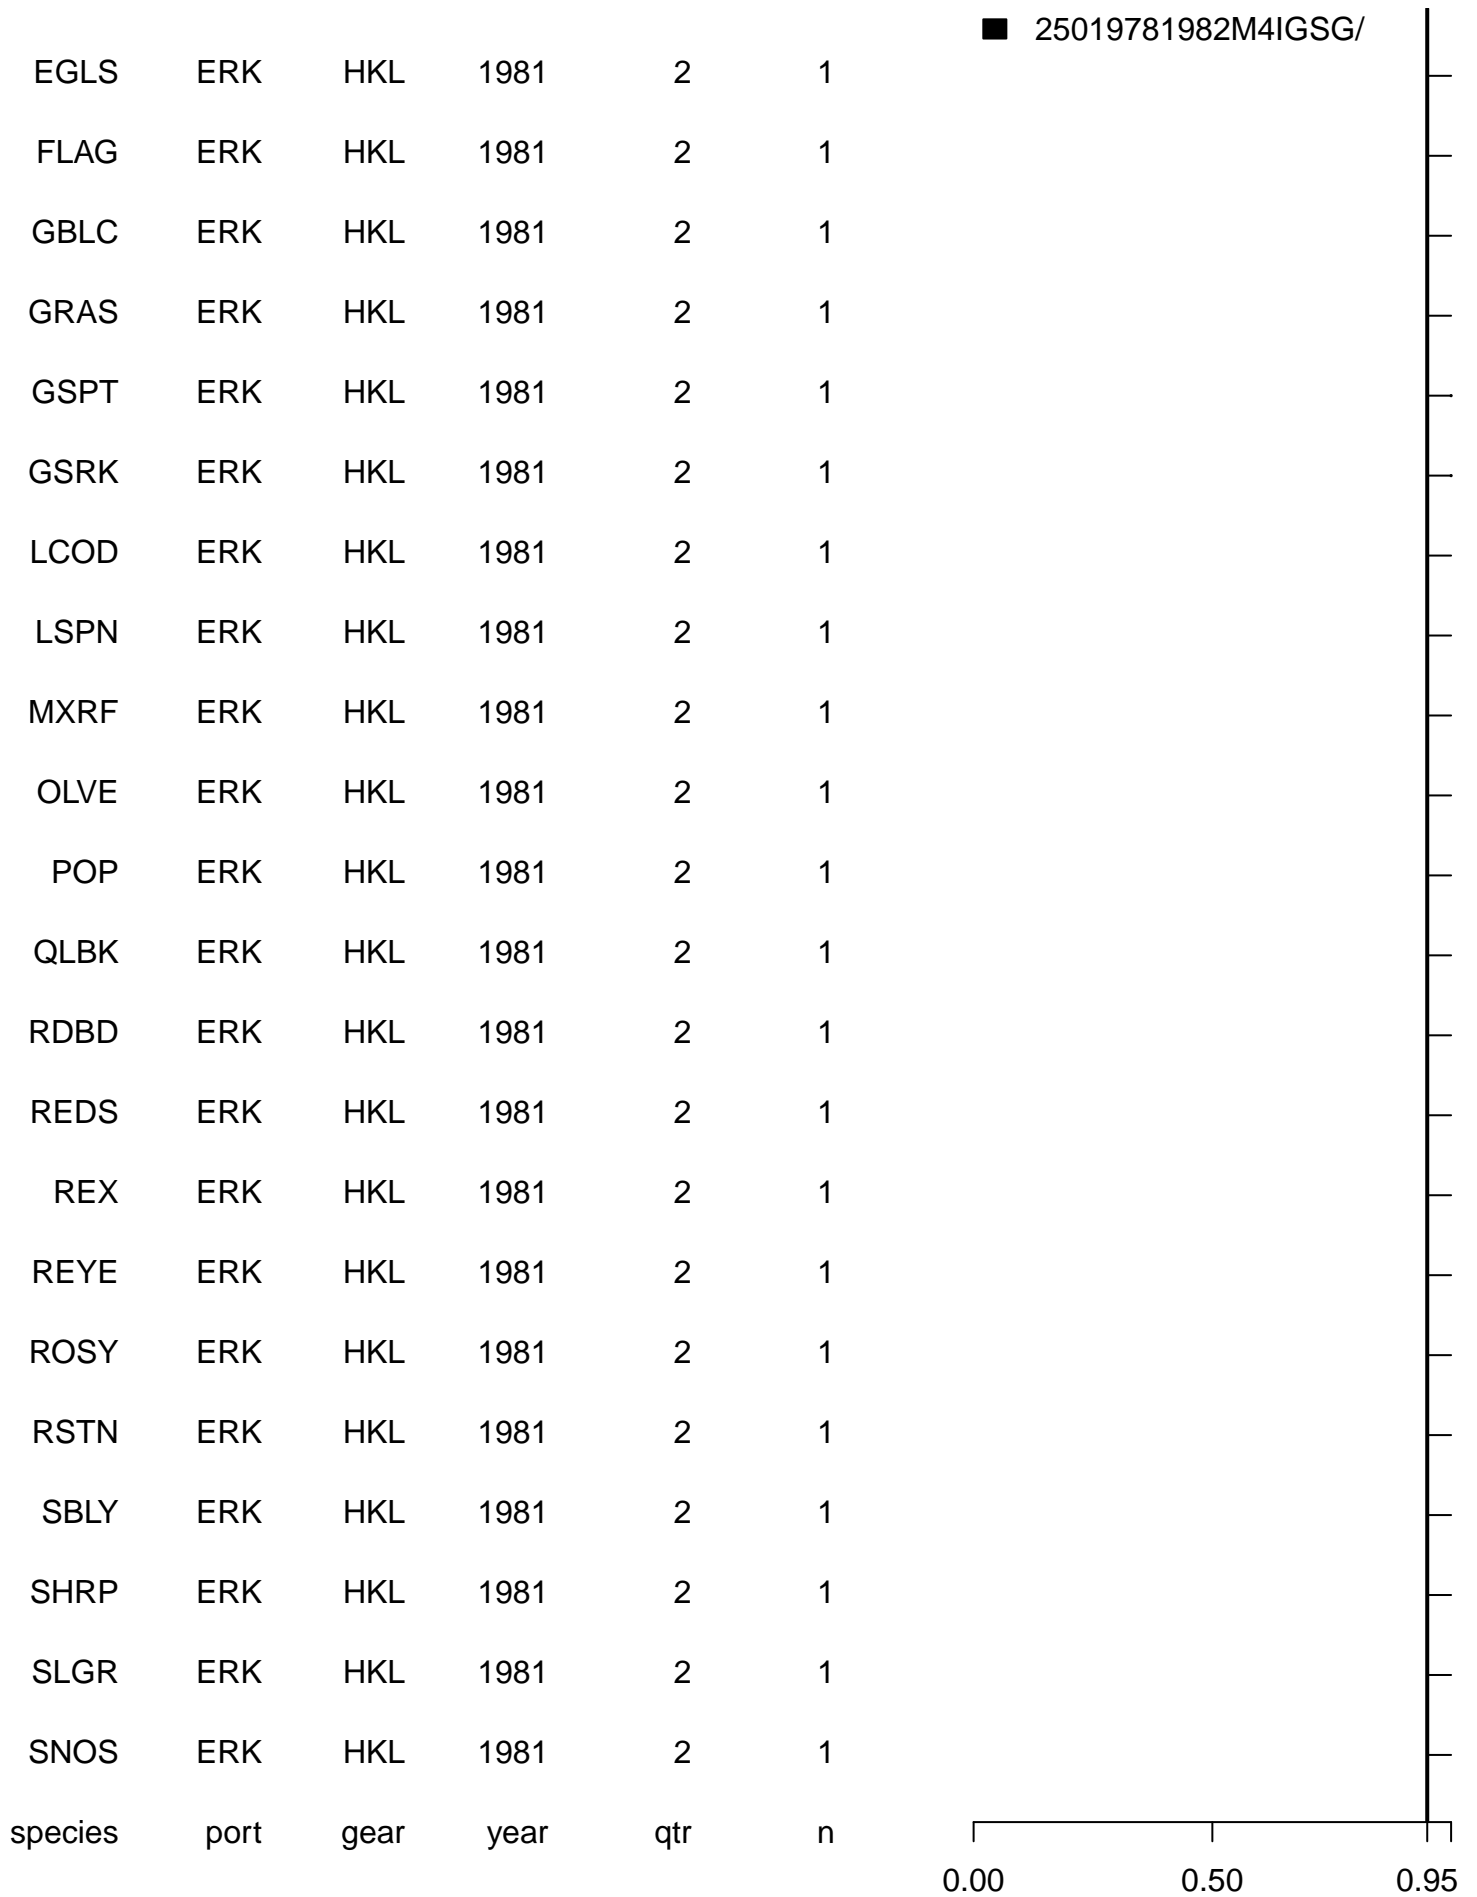 25019781982M4IGSG/
EGLS ERK HKL 1981 2 1
FLAG ERK HKL 1981 2 1
GBLC ERK HKL 1981 2 1
GRAS ERK HKL 1981 2 1
GSPT ERK HKL 1981 2 1
GSRK ERK HKL 1981 2 1
LCOD ERK HKL 1981 2 1
LSPN ERK HKL 1981 2 1
MXRF ERK HKL 1981 2 1
OLVE ERK HKL 1981 2 1
POP ERK HKL 1981 2 1
QLBK ERK HKL 1981 2 1
RDBD ERK HKL 1981 2 1
REDS ERK HKL 1981 2 1
REX ERK HKL 1981 2 1
REYE ERK HKL 1981 2 1
ROSY ERK HKL 1981 2 1
RSTN ERK HKL 1981 2 1
SBLY ERK HKL 1981 2 1
SHRP ERK HKL 1981 2 1
SLGR ERK HKL 1981 2 1
SNOS ERK HKL 1981 2 1
species port gear year qtr n
0.00 0.50 0.95